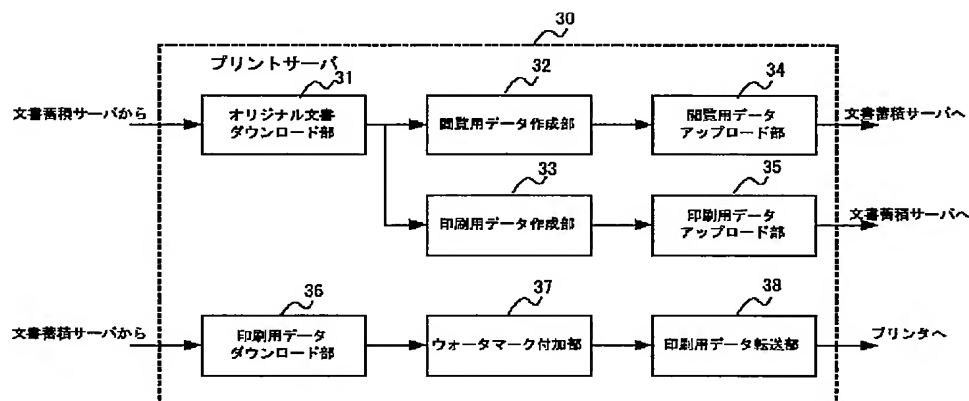 30
プリントサーバ
31
32
34
文書蓄積サーバから
オリジナル文書
ダウンロード部
閲覧用データ作成部
閲覧用データ
アップロード部
文書蓄積サーバへ
33
35
印刷用データ作成部
印刷用データ
アップロード部
文書蓄積サーバへ
36
37
38
文書蓄積サーバから
印刷用データ
ダウンロード部
ウォータマーク付加部
印刷用データ転送部
プリンタへ